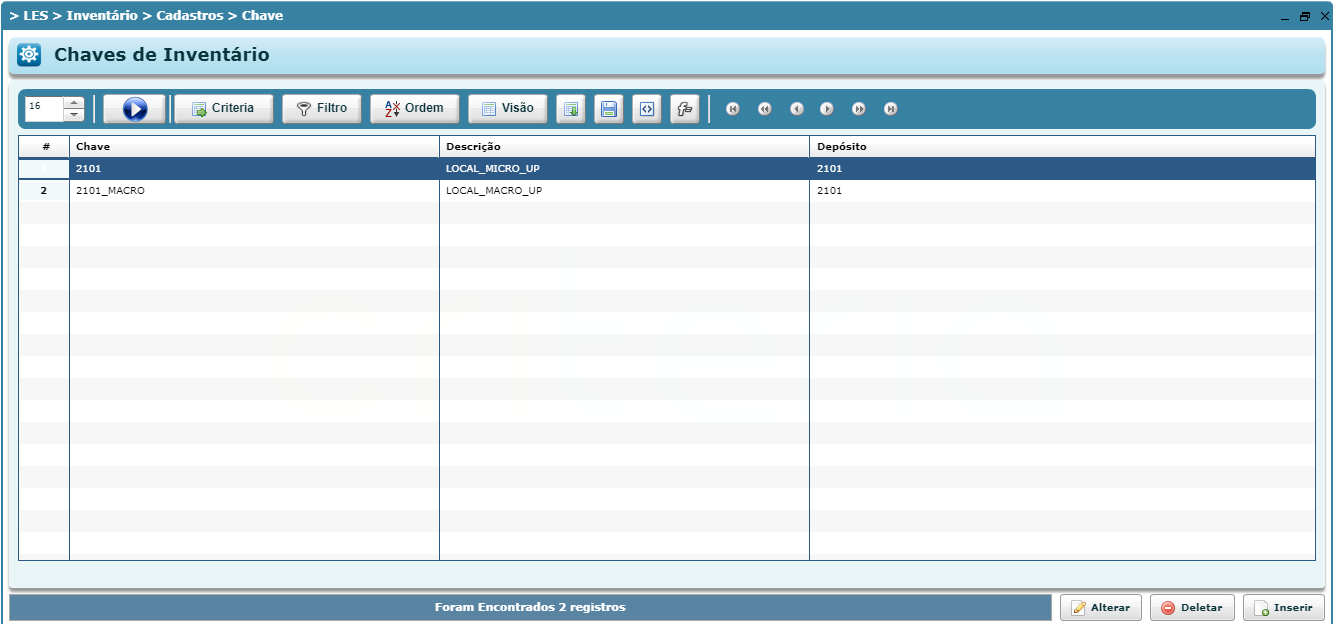 > LES > Inventário > Cadastros > Chave
Chaves de Inventário
16 Criteria Filtro Ordem Visão
# Chave Descrição Depósito
2101 LOCAL_MICRO_UP 2101
2 2101_MACRO LOCAL_MACRO_UP 2101
Foram Encontrados 2 registros Alterar Deletar Inserir